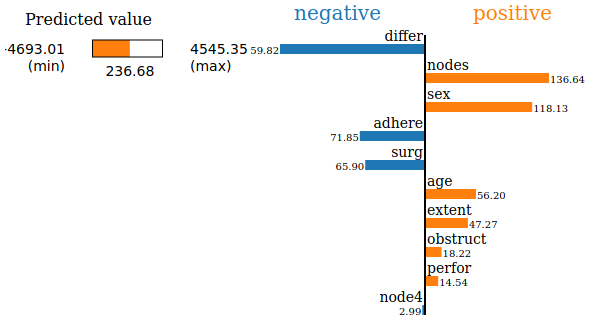 Predicted value
negative
positive
-4693.01
(min)
236.68
4545.35
(max)
differ
59.82
nodes
136.64
sex
118.13
adhere
71.85
surg
65.90
age
56.20
extent
47.27
obstruct
18.22
perfor
14.54
node4
2.99